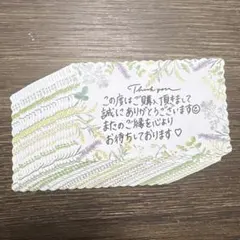 Thank you
この度はご購入頂きまして
誠にありがとうございます☺
またのご縁を心より
お待ちしております♡